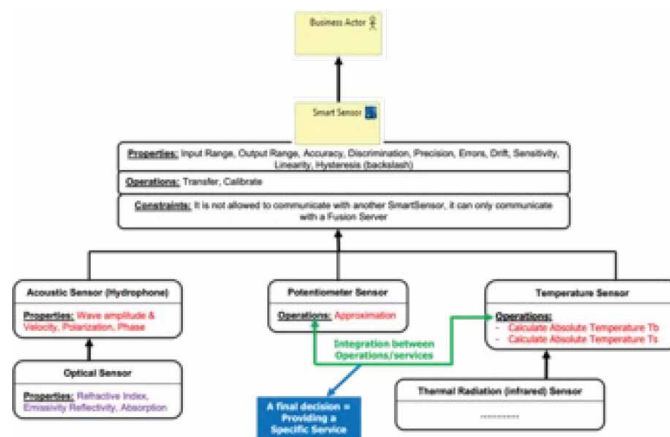 Business Actor
Smart Sensor
Properties: Input Range, Output Range, Accuracy, Discrimination, Precision, Errors, Drift, Sensitivity,
Linearity, Hysteresis (backslash)
Operations: Transfer, Calibrate
Constraints: It is not allowed to communicate with another SmartSensor, it can only communicate
with a Fusion Server
Acoustic Sensor (Hydrophone)
Properties: Wave amplitude &
Velocity, Polarization, Phase
Potentiometer Sensor
Operations: Approximation
Temperature Sensor
Operations:
- Calculate Absolute Temperature Tb
- Calculate Absolute Temperature Ts
Integration between
Operations/services
Optical Sensor
Properties: Refractive Index,
Emissivity Reflectivity, Absorption
Thermal Radiation (infrared) Sensor
..........
A final decision =
Providing a
Specific Service